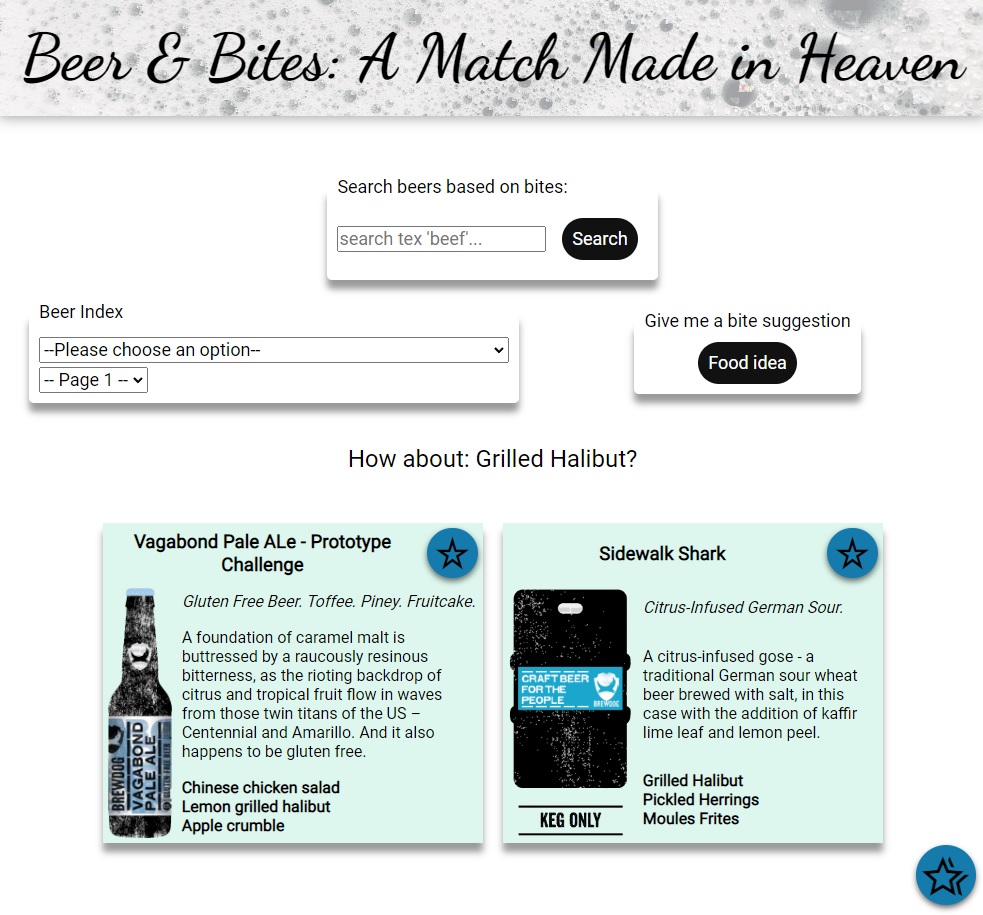 Beer & Bites: A Match Made in Heaven
Search beers based on bites:
search tex 'beef'...
Search
Beer Index
--Please choose an option--
-- Page 1 --
Give me a bite suggestion
Food idea
How about: Grilled Halibut?
Vagabond Pale ALe - Prototype
Challenge
Gluten Free Beer. Toffee. Piney. Fruitcake.
A foundation of caramel malt is
buttressed by a raucously resinous
bitterness, as the rioting backdrop of
citrus and tropical fruit flow in waves
from those twin titans of the US –
Centennial and Amarillo. And it also
happens to be gluten free.
Chinese chicken salad
Lemon grilled halibut
Apple crumble
BREWDOG
VAGABOND
PALE ALE
Sidewalk Shark
Citrus-Infused German Sour.
A citrus-infused gose - a
traditional German sour wheat
beer brewed with salt, in this
case with the addition of kaffir
lime leaf and lemon peel.
Grilled Halibut
Pickled Herrings
Moules Frites
CRAFT BEER
FOR THE
PEOPLE
BREWDOG
KEG ONLY